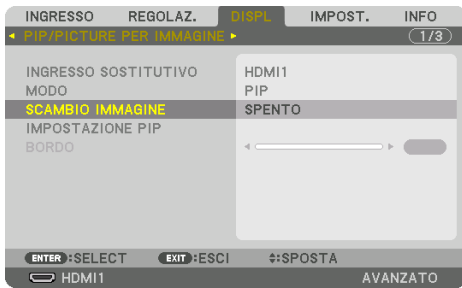 INGRESSO REGOLAZ. DISPL IMPOST. INFO
PIP/PICTURE PER IMMAGINE 1/3
INGRESSO SOSTITUTIVO HDMI1
MODO PIP
SCAMBIO IMMAGINE SPENTO
IMPOSTAZIONE PIP
BORDO
ENTER:SELECT EXIT:ESCI :SPOSTA
HDMI1 AVANZATO